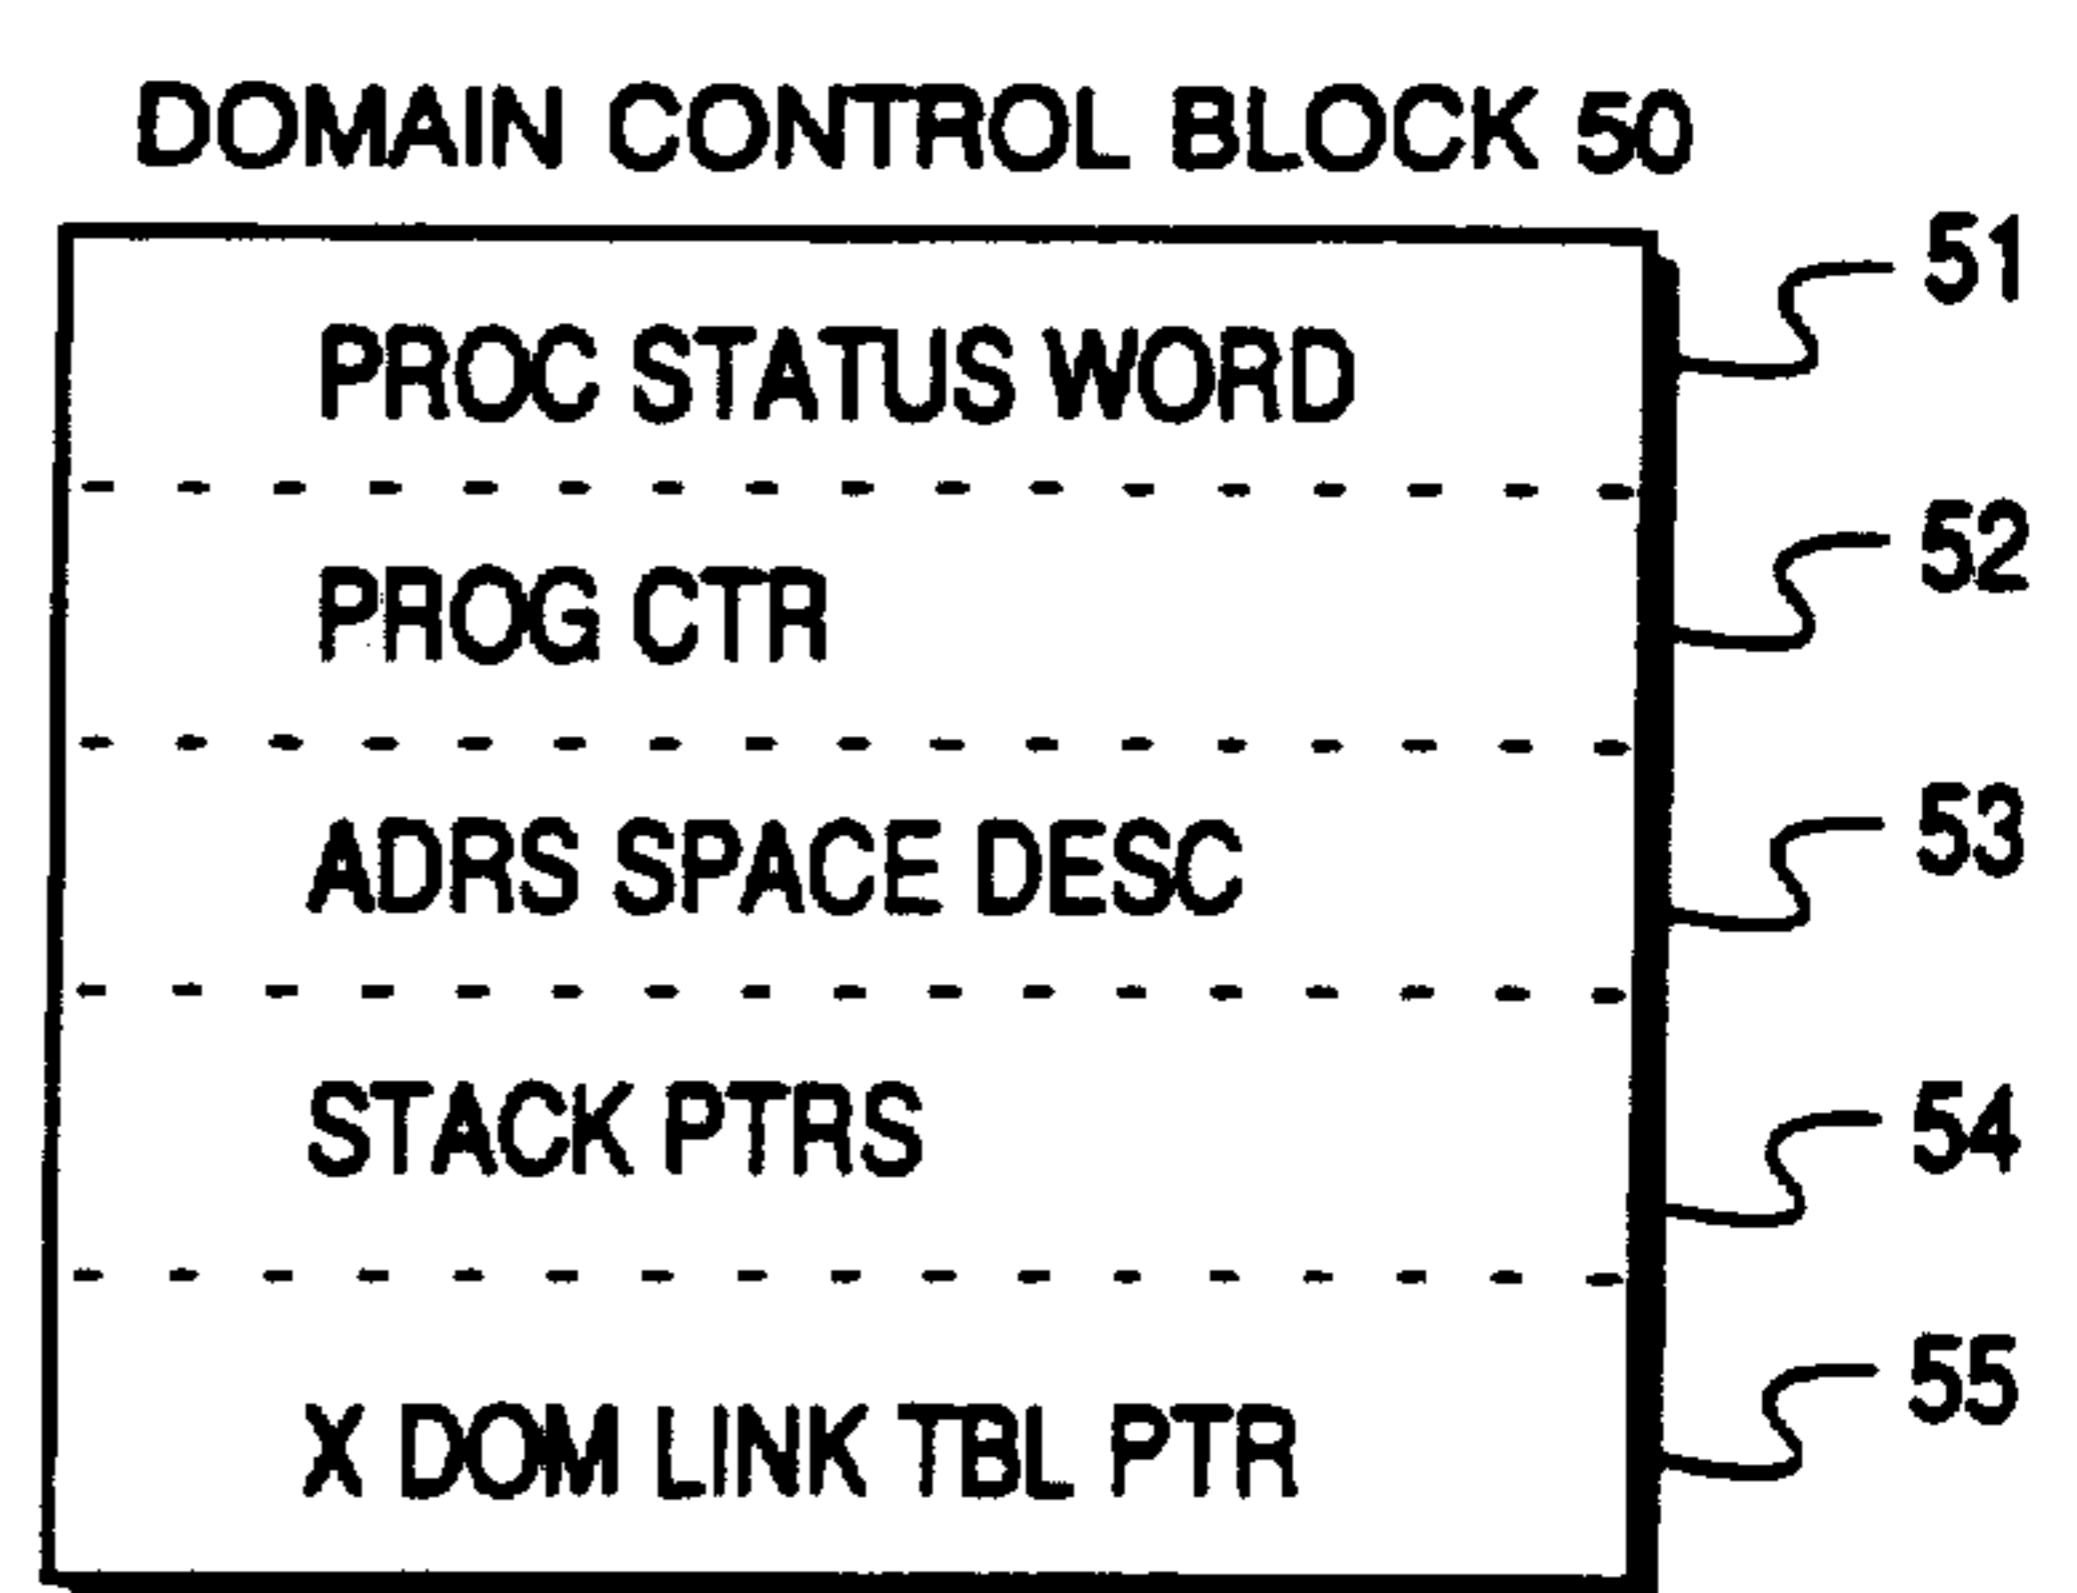 DOMAIN CONTROL BLOCK 50
51
PROC STATUS WORD
52
PROG CTR
53
ADRS SPACE DESC
54
STACK PTRS
55
X DOM LINK TBL PTR